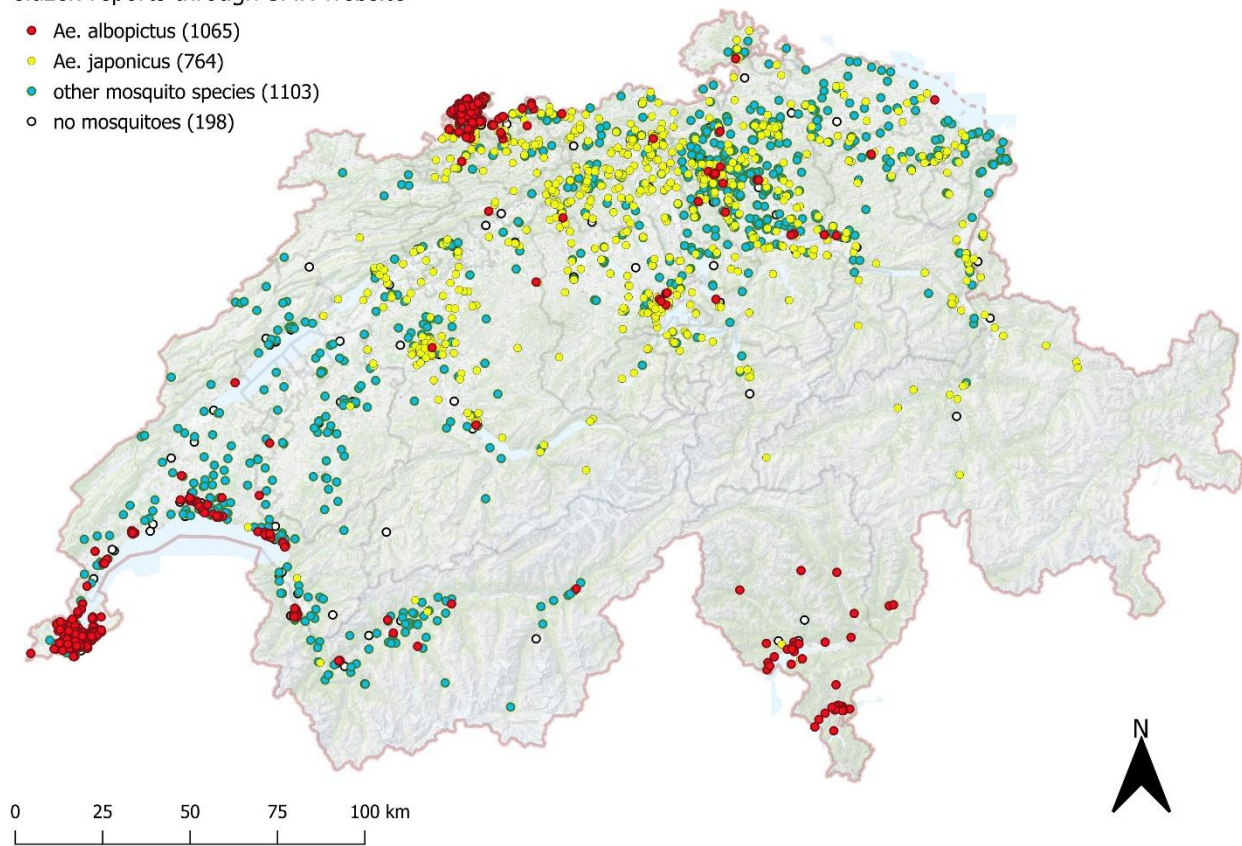 Ae. albopictus (1065)
Ae. japonicus (764)
other mosquito species (1103)
no mosquitoes (198)
N
0 25 50 75 100 km